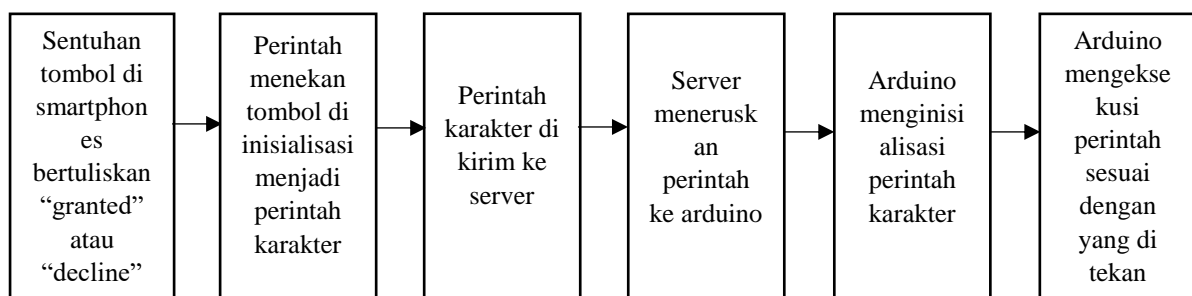 Sentuhan
tombol di
smartphon
es
bertuliskan
“granted”
atau
“decline”
Perintah
menekan
tombol di
inisialisasi
menjadi
perintah
karakter
Perintah
karakter di
kirim ke
server
Server
menerusk
an
perintah
ke arduino
Arduino
menginisi
alisasi
perintah
karakter
Arduino
mengekse
kusi
perintah
sesuai
dengan
yang di
tekan